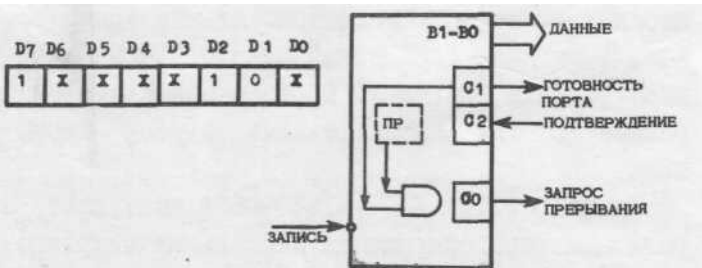 D7 D6 D5 D4 D3 D2 D1 D0
1 X X X X 1 0 X
B1-B0
ДАННЫЕ
C1
ГОТОВНОСТЬ
ПОРТА
ПР
C2
ПОДТВЕРЖДЕНИЕ
C0
ЗАПРОС
ПРЕРЫВАНИЯ
ЗАПИСЬ